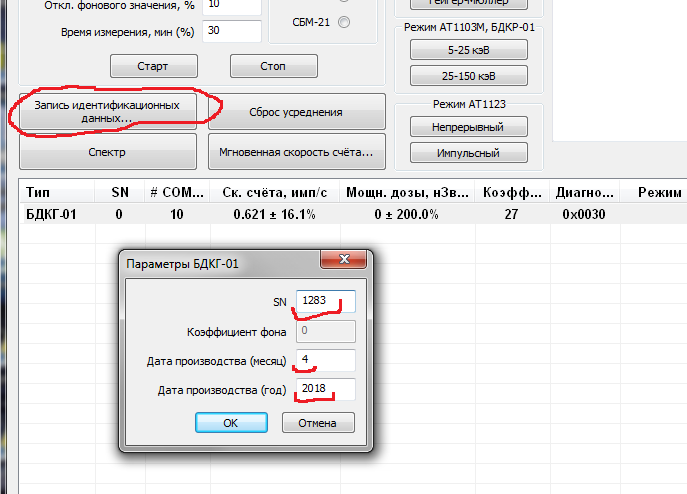 Откл. фонового значения, %
10
Гейгер-Мюллер
Время измерения, мин (%)
30
СБМ-21
Режим АТ1103М, БДКР-01
5-25 кэВ
Старт
Стоп
25-150 кэВ
Запись идентификационных
данных...
Сброс усреднения
Режим АТ1123
Непрерывный
Спектр
Мгновенная скорость счёта...
Импульсный
Тип SN # COM... Ск. счёта, имп/с Мощн. дозы, нЗв... Коэфф... Диагно... Режим
БДКГ-01 0 10 0.621 ± 16.1% 0 ± 200.0% 27 0x0030
Параметры БДКГ-01
SN 1283
Коэффициент фона 0
Дата производства (месяц) 4
Дата производства (год) 2018
OK
Отмена